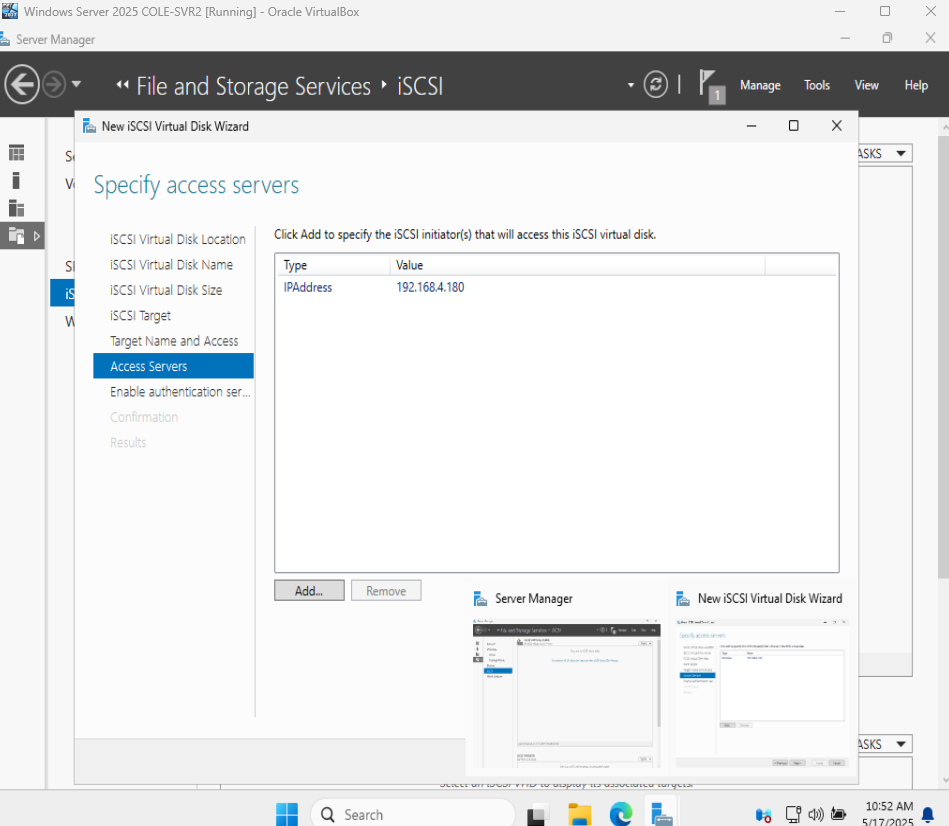 Windows Server 2025 COLE-SVR2 [Running] - Oracle VirtualBox
Server Manager
File and Storage Services iSCSI
1
Manage Tools View Help
New iSCSI Virtual Disk Wizard
ASKS
Specify access servers
Click Add to specify the iSCSI initiator(s) that will access this iSCSI virtual disk.
iSCSI Virtual Disk Location
iSCSI Virtual Disk Name
iSCSI Virtual Disk Size
iSCSI Target
Target Name and Access
Access Servers
Enable authentication ser...
Confirmation
Results
Type Value
IPAddress 192.168.4.180
Add... Remove
Server Manager
New iSCSI Virtual Disk Wizard
ASKS
Select an iSCSI VHD to display its associated targets.
Search
10:52 AM
5/17/2025